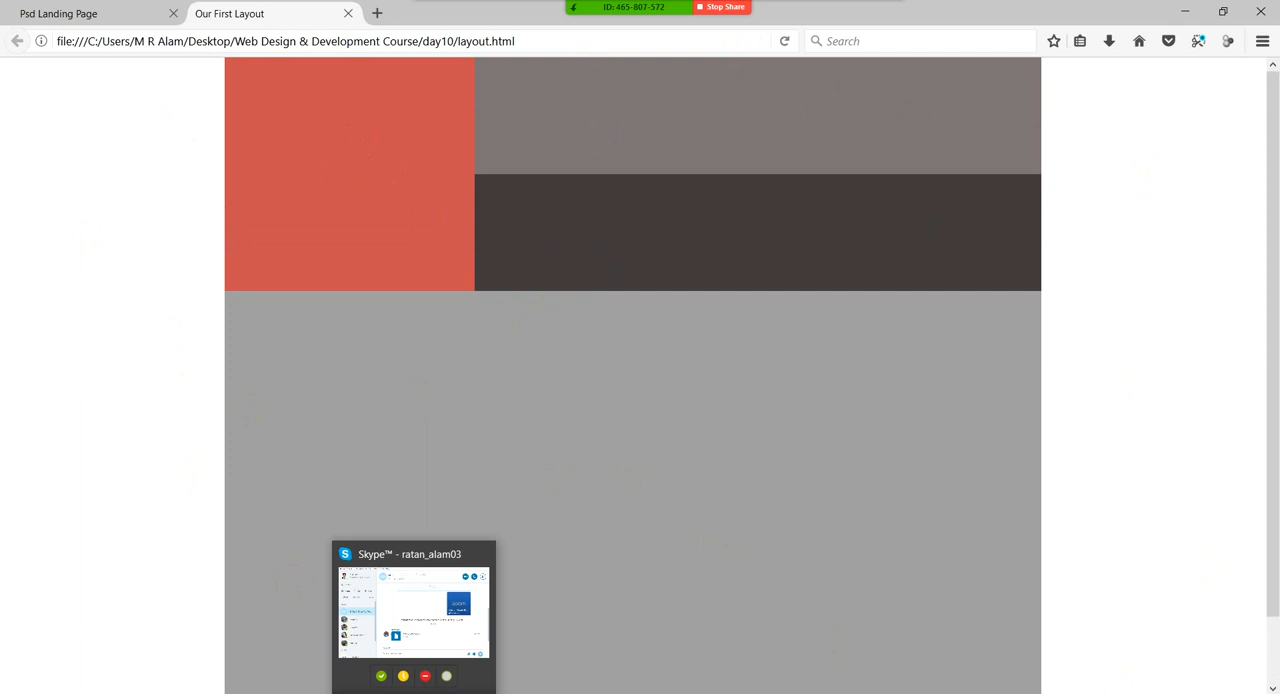 Psd Landing Page
Our First Layout
ID: 465-807-572
Stop Share
file:///C:/Users/M R Alam/Desktop/Web Design & Development Course/day10/layout.html
Search
Skype™ - ratan_alam03
zoom